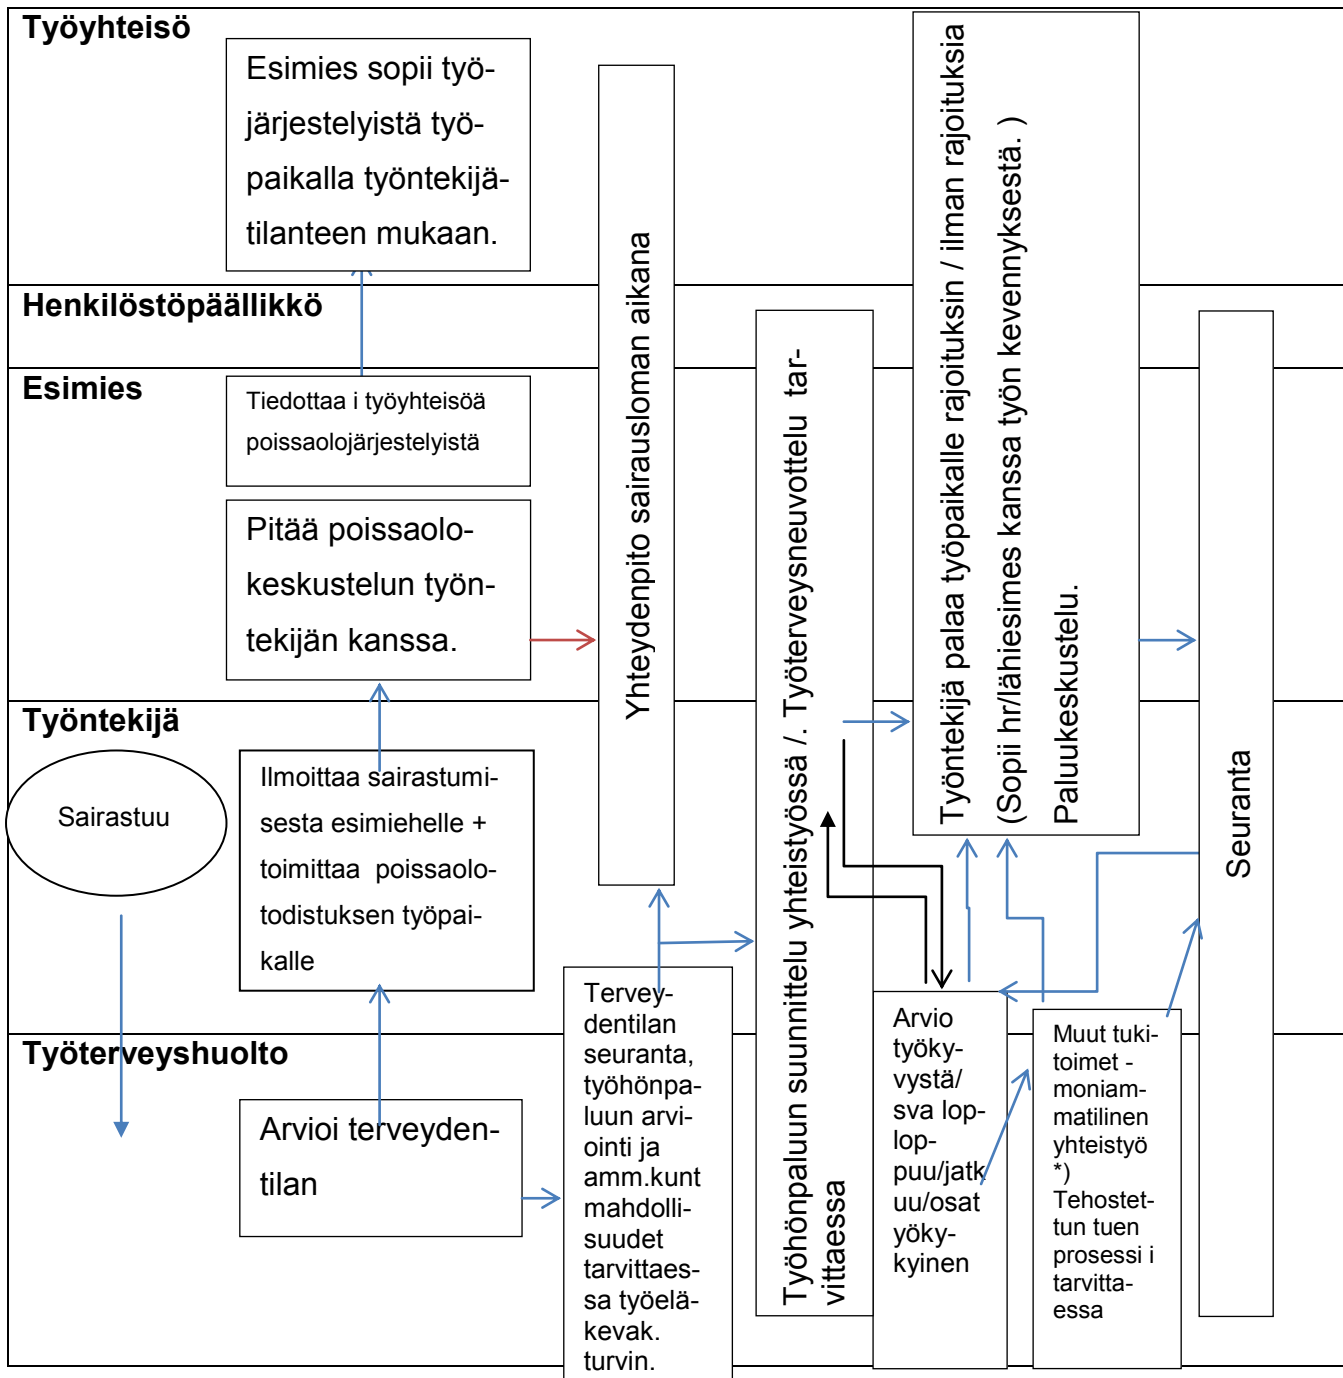 Työyhteisö
Esimies sopii työ-
järjestelyistä työ-
paikalla työntekijä-
tilanteen mukaan.
Henkilöstöpäällikkö
Esimies
Tiedottaa i työyhteisöä
poissaolojärjestelyistä
Pitää poissaolo-
keskustelun työn-
tekijän kanssa.
Työntekijä
Sairastuu
Ilmoittaa sairastumi-
sesta esimiehelle +
toimittaa poissaolo-
todistuksen työpai-
kalle
Työterveyshuolto
Arvioi terveyden-
tilan
Yhteydenpito sairausloman aikana
Tervey-
dentilan
seuranta,
työhönpa-
luun arvi-
ointi ja
amm.kunt
mahdolli-
suudet
tarvittaes-
sa työelä-
kevak.
turvin.
Työhönpaluun suunnittelu yhteistyössä /. Työterveysneuvottelu tar-
vittaessa
Työntekijä palaa työpaikalle rajoituksin / ilman rajoituksia
(Sopii hr/lähiesimes kanssa työn kevennyksestä. )
Paluukeskustelu.
Arvio
työky-
vystä/
sva lop-
lop-
puu/jatk
uu/osat
yöky-
kyinen
Muut tuki-
toimet -
moniam-
matilinen
yhteistyö
*)
Tehostet-
tun tuen
prosessi i
tarvitta-
essa
Seuranta